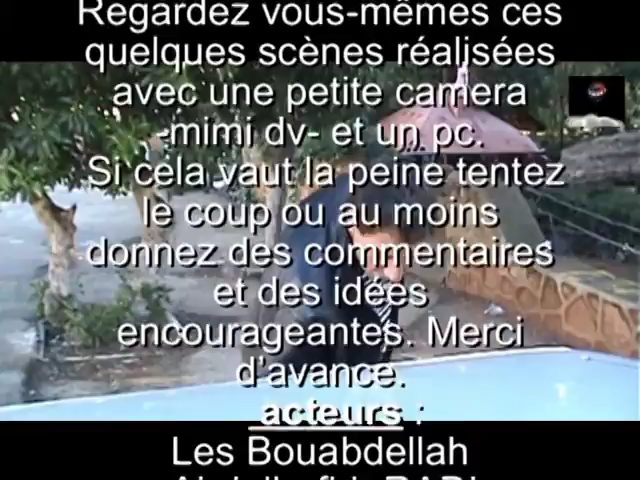 Regardez vous-mêmes ces
quelques scènes réalisées
avec une petite camera
-mimi dv- et un pc.
Si cela vaut la peine tentez
le coup ou au moins
donnez des commentaires
et des idées
encourageantes. Merci
d'avance.
acteurs :
Les Bouabdellah